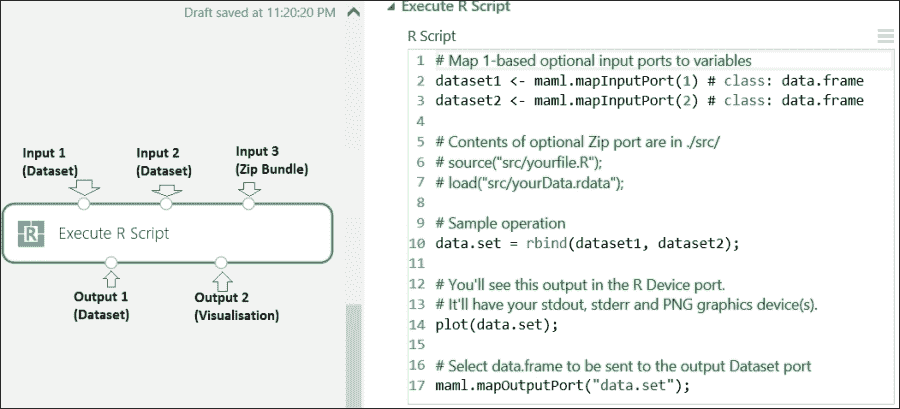 Draft saved at 11:20:20 PM
Input 1
(Dataset)
Input 2
(Dataset)
Input 3
(Zip Bundle)
R
Execute R Script
Output 1
(Dataset)
Output 2
(Visualisation)
Execute R Script
R Script
1 # Map 1-based optional input ports to variables
2 dataset1 <- maml.mapInputPort(1) # class: data.frame
3 dataset2 <- maml.mapInputPort(2) # class: data.frame
4
5 # Contents of optional Zip port are in ./src/
6 # source("src/yourfile.R");
7 # load("src/yourData.rdata");
8
9 # Sample operation
10 data.set = rbind(dataset1, dataset2);
11
12 # You'll see this output in the R Device port.
13 # It'll have your stdout, stderr and PNG graphics device(s).
14 plot(data.set);
15
16 # Select data.frame to be sent to the output Dataset port
17 maml.mapOutputPort("data.set");